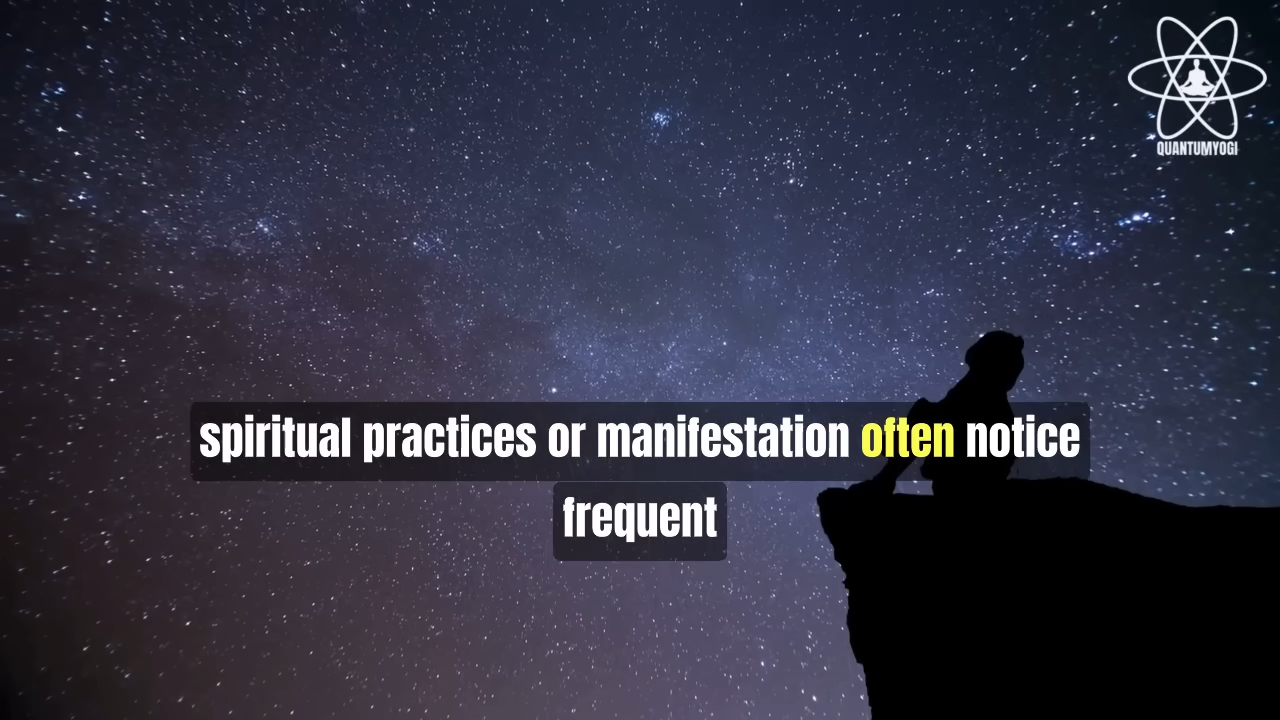 QUANTUMYOGI
spiritual practices or manifestation often notice
frequent